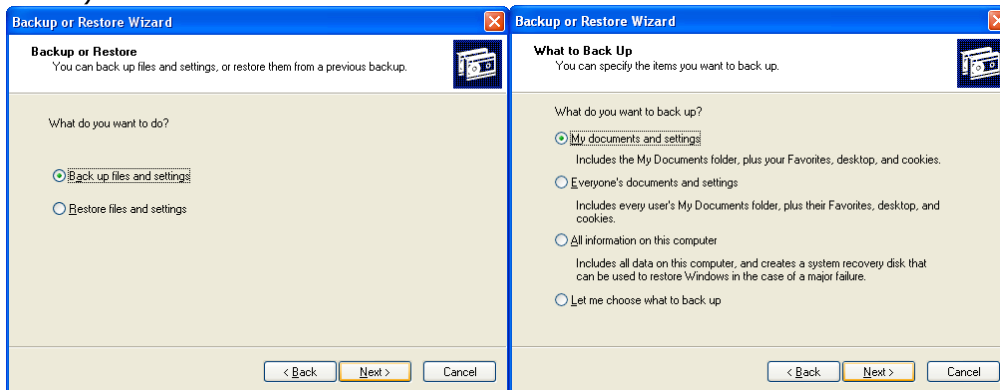 Backup or Restore Wizard
Backup or Restore
You can back up files and settings, or restore them from a previous backup.
What do you want to do?
Back up files and settings
Restore files and settings
< Back
Next >
Cancel
Backup or Restore Wizard
What to Back Up
You can specify the items you want to back up.
What do you want to back up?
My documents and settings
Includes the My Documents folder, plus your Favorites, desktop, and cookies.
Everyone's documents and settings
Includes every user's My Documents folder, plus their Favorites, desktop, and
cookies.
All information on this computer
Includes all data on this computer, and creates a system recovery disk that
can be used to restore Windows in the case of a major failure.
Let me choose what to back up
< Back
Next >
Cancel